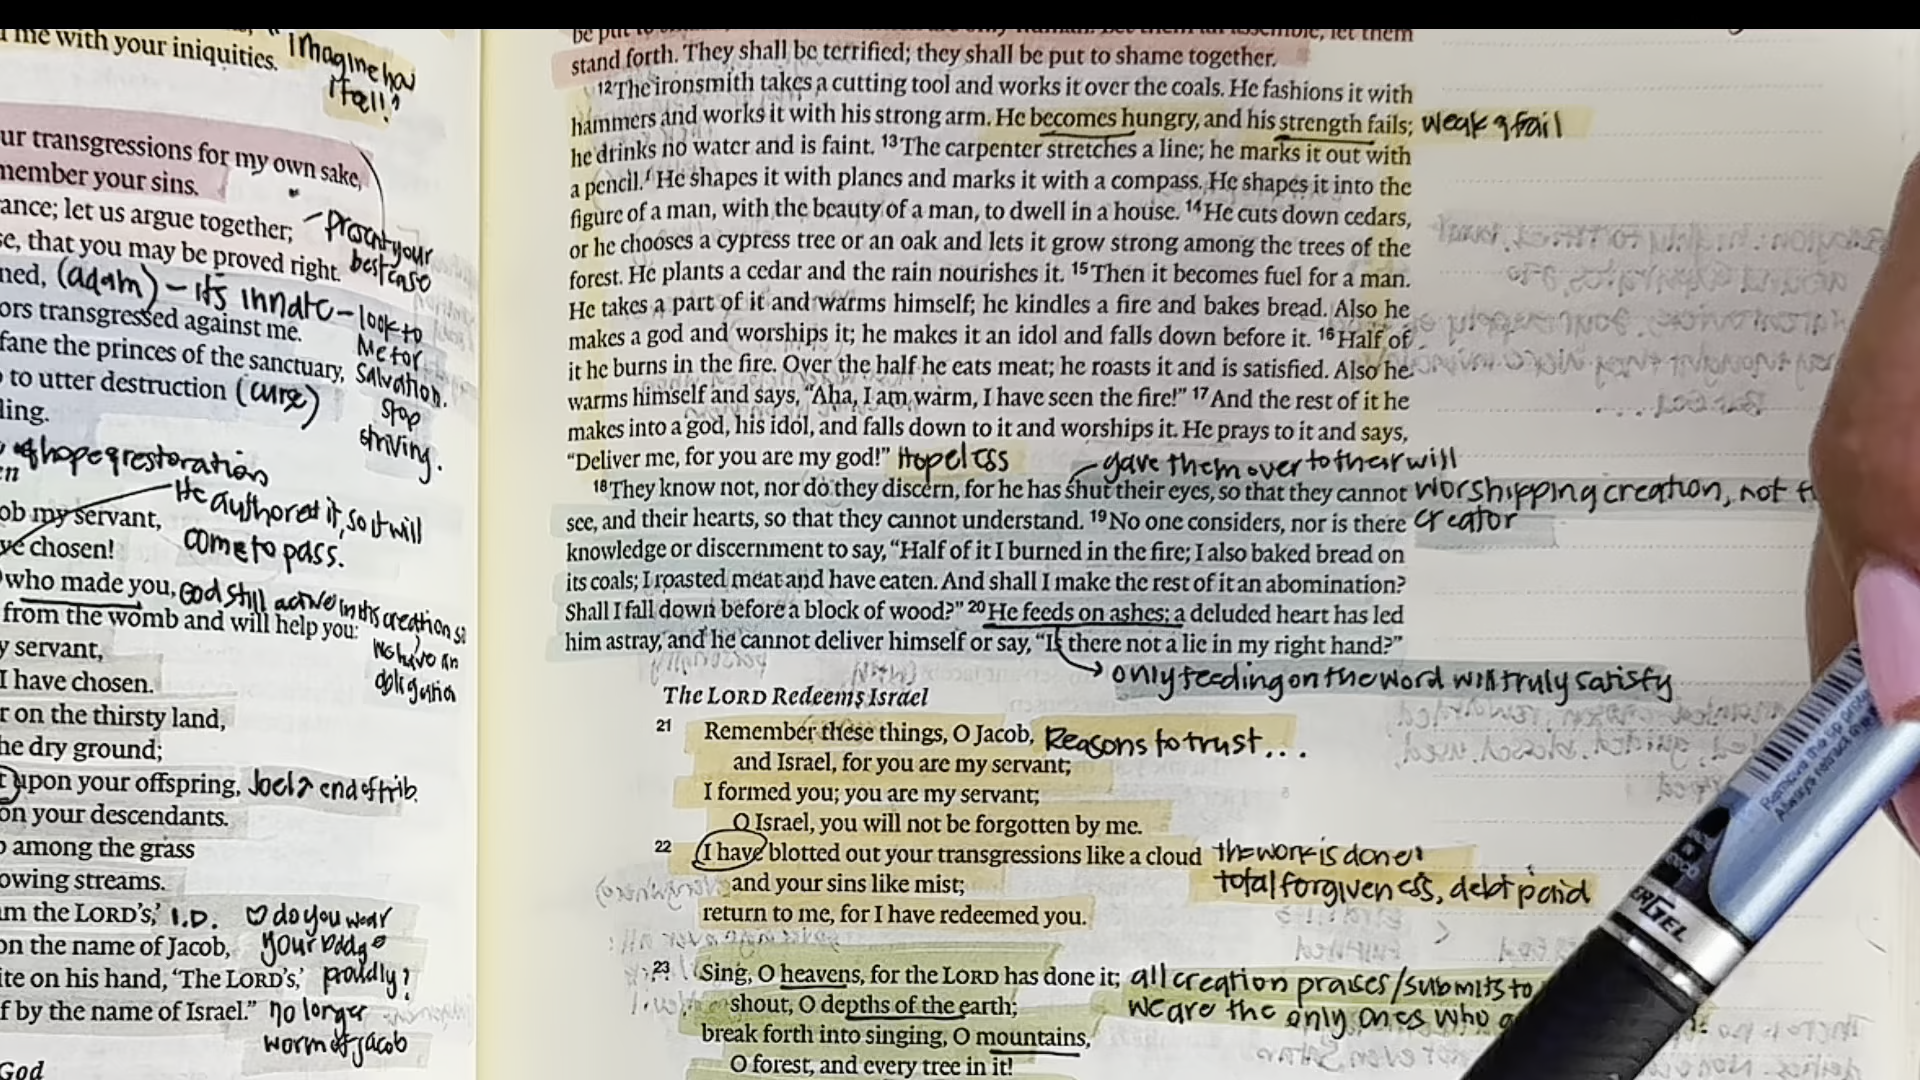 me with your iniquities. "imagine how
it all?
ur transgressions for my own sake,
member your sins.
ance; let us argue together; – present your
se, that you may be proved right. best case
ned, (adam) – its innate – look to
ors transgressed against me. Me for
fane the princes of the sanctuary, salvation.
to utter destruction (curse) stop
ling. striving.
of hope & restoration
He authored it, so it will
ob my servant, come to pass.
ve chosen!
who made you, God still active in his creation so
from the womb and will help you: we have an
y servant, obligation
I have chosen.
r on the thirsty land,
he dry ground;
upon your offspring, Joel 2 end of trib.
on your descendants.
among the grass
owing streams.
am the LORD's,' I.D. ♡ do you wear
on the name of Jacob, your badge
ite on his hand, 'The LORD's,' proudly?
f by the name of Israel." no longer
worm of Jacob
God
let them
stand forth. They shall be terrified; they shall be put to shame together.
12 The ironsmith takes a cutting tool and works it over the coals. He fashions it with
hammers and works it with his strong arm. He becomes hungry, and his strength fails; weak & frail
he drinks no water and is faint. 13 The carpenter stretches a line; he marks it out with
a pencil. He shapes it with planes and marks it with a compass. He shapes it into the
figure of a man, with the beauty of a man, to dwell in a house. 14 He cuts down cedars,
or he chooses a cypress tree or an oak and lets it grow strong among the trees of the
forest. He plants a cedar and the rain nourishes it. 15 Then it becomes fuel for a man.
He takes a part of it and warms himself; he kindles a fire and bakes bread. Also he
makes a god and worships it; he makes it an idol and falls down before it. 16 Half of
it he burns in the fire. Over the half he eats meat; he roasts it and is satisfied. Also he
warms himself and says, "Aha, I am warm, I have seen the fire!" 17 And the rest of it he
makes into a god, his idol, and falls down to it and worships it. He prays to it and says,
"Deliver me, for you are my god!" Hopeless gave them over to their will
18 They know not, nor do they discern, for he has shut their eyes, so that they cannot worshipping creation, not
see, and their hearts, so that they cannot understand. 19 No one considers, nor is there creator
knowledge or discernment to say, "Half of it I burned in the fire; I also baked bread on
its coals; I roasted meat and have eaten. And shall I make the rest of it an abomination?
Shall I fall down before a block of wood?" 20 He feeds on ashes; a deluded heart has led
him astray, and he cannot deliver himself or say, "Is there not a lie in my right hand?"
only feeding on the word will truly satisfy
The LORD Redeems Israel
21 Remember these things, O Jacob, Reasons to trust...
and Israel, for you are my servant;
I formed you; you are my servant;
O Israel, you will not be forgotten by me.
22 I have blotted out your transgressions like a cloud the work is done!
and your sins like mist; total forgiveness, debt paid
return to me, for I have redeemed you.
23 Sing, O heavens, for the LORD has done it; all creation praises/submits to
shout, O depths of the earth; we are the only ones who
break forth into singing, O mountains,
O forest, and every tree in it!
ERGEL